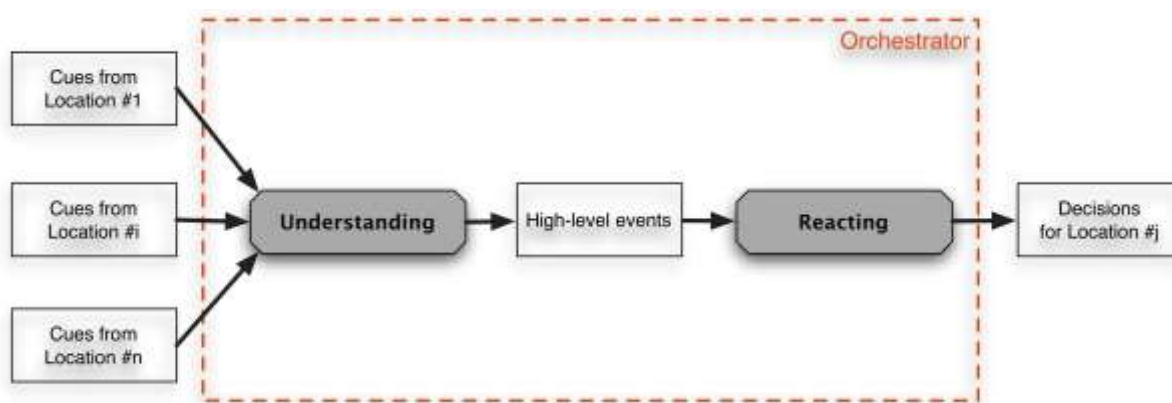 Orchestrator
Cues from
Location #1
Cues from
Location #i
Cues from
Location #n
Understanding
High-level events
Reacting
Decisions
for Location #j